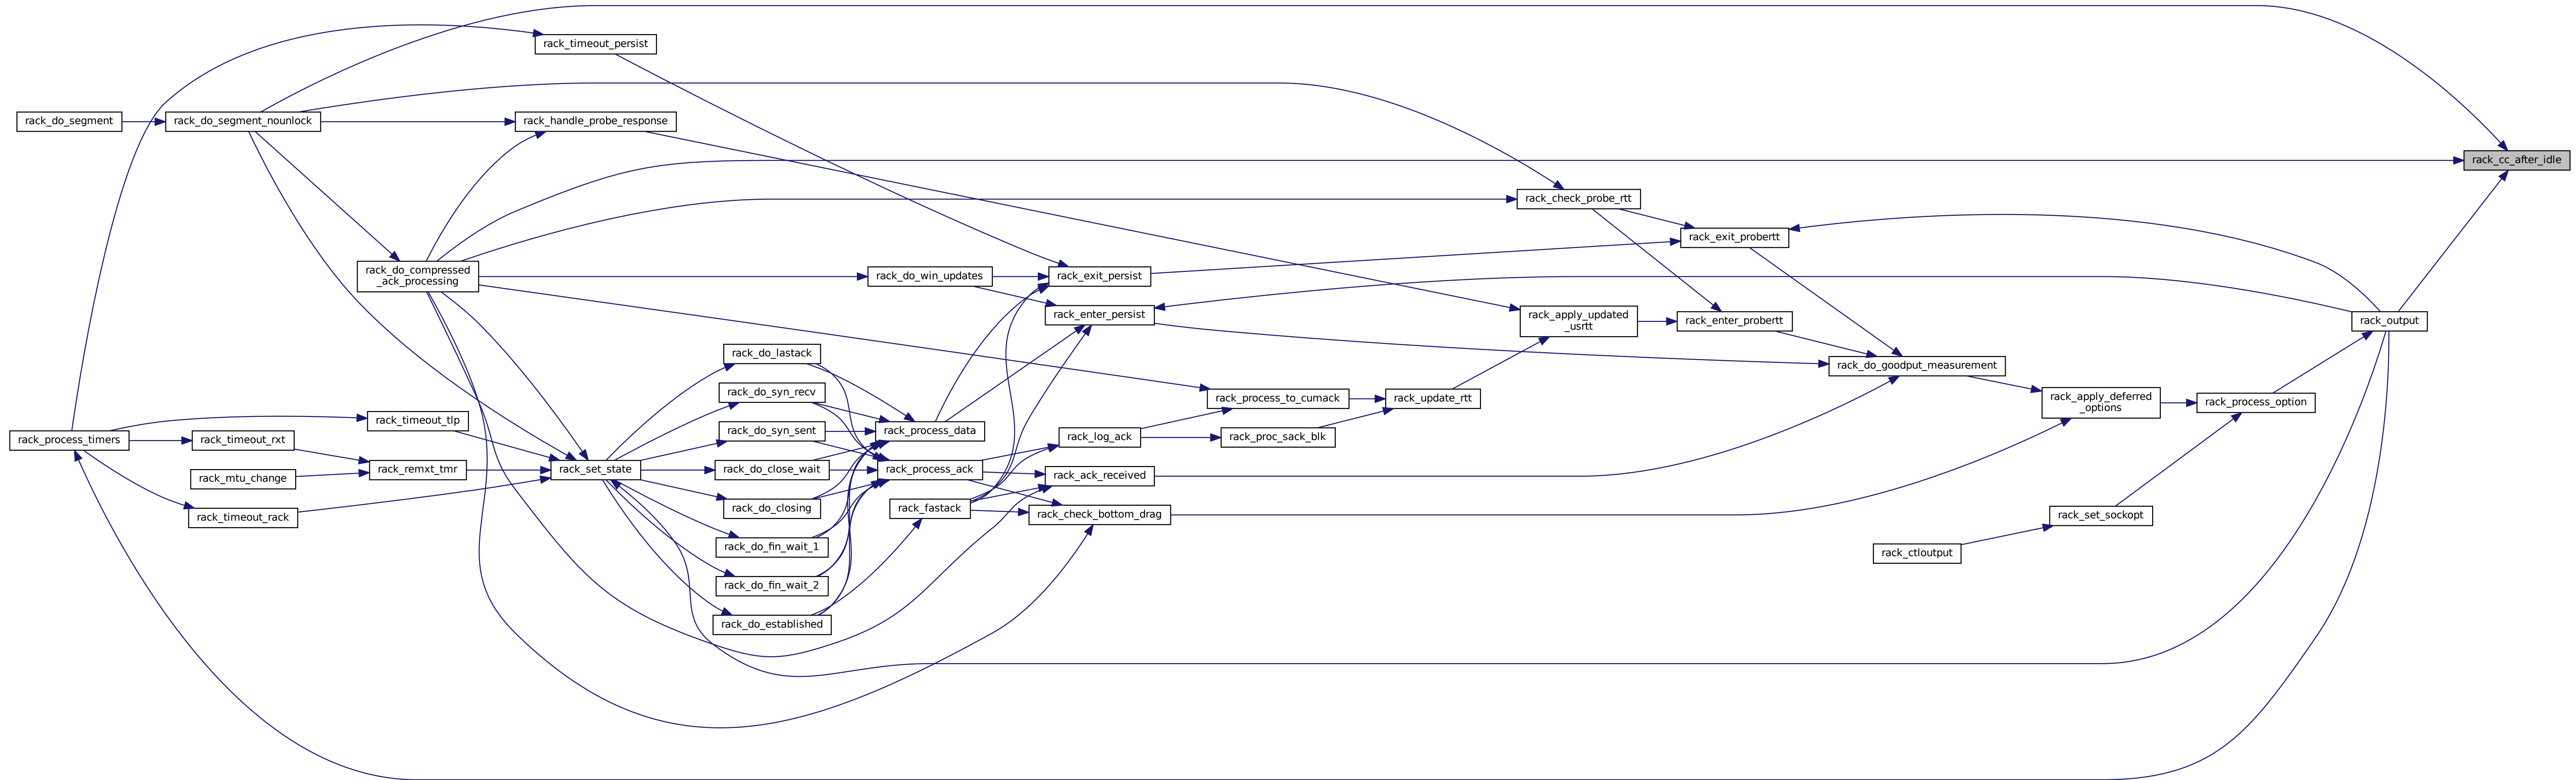 rack_timeout_persist
rack_do_segment
rack_do_segment_nounlock
rack_handle_probe_response
rack_cc_after_idle
rack_check_probe_rtt
rack_exit_probertt
rack_do_compressed
_ack_processing
rack_do_win_updates
rack_exit_persist
rack_enter_persist
rack_apply_updated
_usrtt
rack_enter_probertt
rack_output
rack_do_lastack
rack_do_goodput_measurement
rack_do_syn_recv
rack_process_to_cumack
rack_update_rtt
rack_apply_deferred
_options
rack_process_option
rack_timeout_tlp
rack_do_syn_sent
rack_process_data
rack_log_ack
rack_proc_sack_blk
rack_process_timers
rack_timeout_rxt
rack_remxt_tmr
rack_set_state
rack_do_close_wait
rack_process_ack
rack_mtu_change
rack_ack_received
rack_timeout_rack
rack_do_closing
rack_fastack
rack_check_bottom_drag
rack_set_sockopt
rack_do_fin_wait_1
rack_ctloutput
rack_do_fin_wait_2
rack_do_established